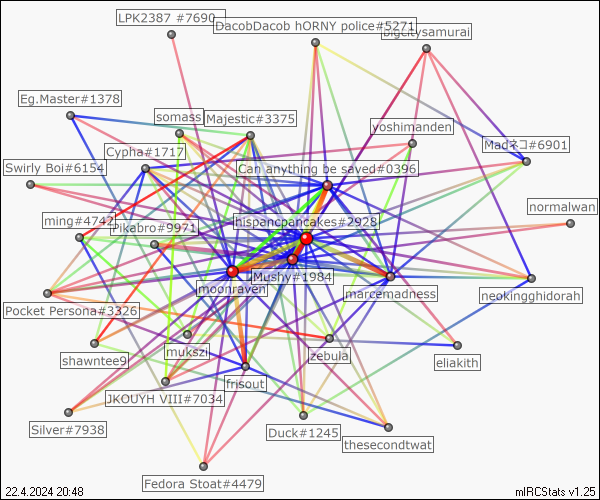 LPK2387 #7690
DacobDacob hORNY police#5271
bigcitysamurai
Eg.Master#1378
somass
Majestic#3375
yoshimanden
Cypha#1717
Madネコ#6901
Swirly Boi#6154
Can anything be saved#0396
normalwan
ming#4742
Pikabro#9971
hispancpancakes#2928
Mushy#1984
moonraven
marcemadness
neokingghidorah
Pocket Persona#3326
shawntee9
mukszi
zebula
eliakith
frisout
JKOUYH VIII#7034
Silver#7938
Duck#1245
thesecondtwat
Fedora Stoat#4479
22.4.2024 20:48
mIRCStats v1.25